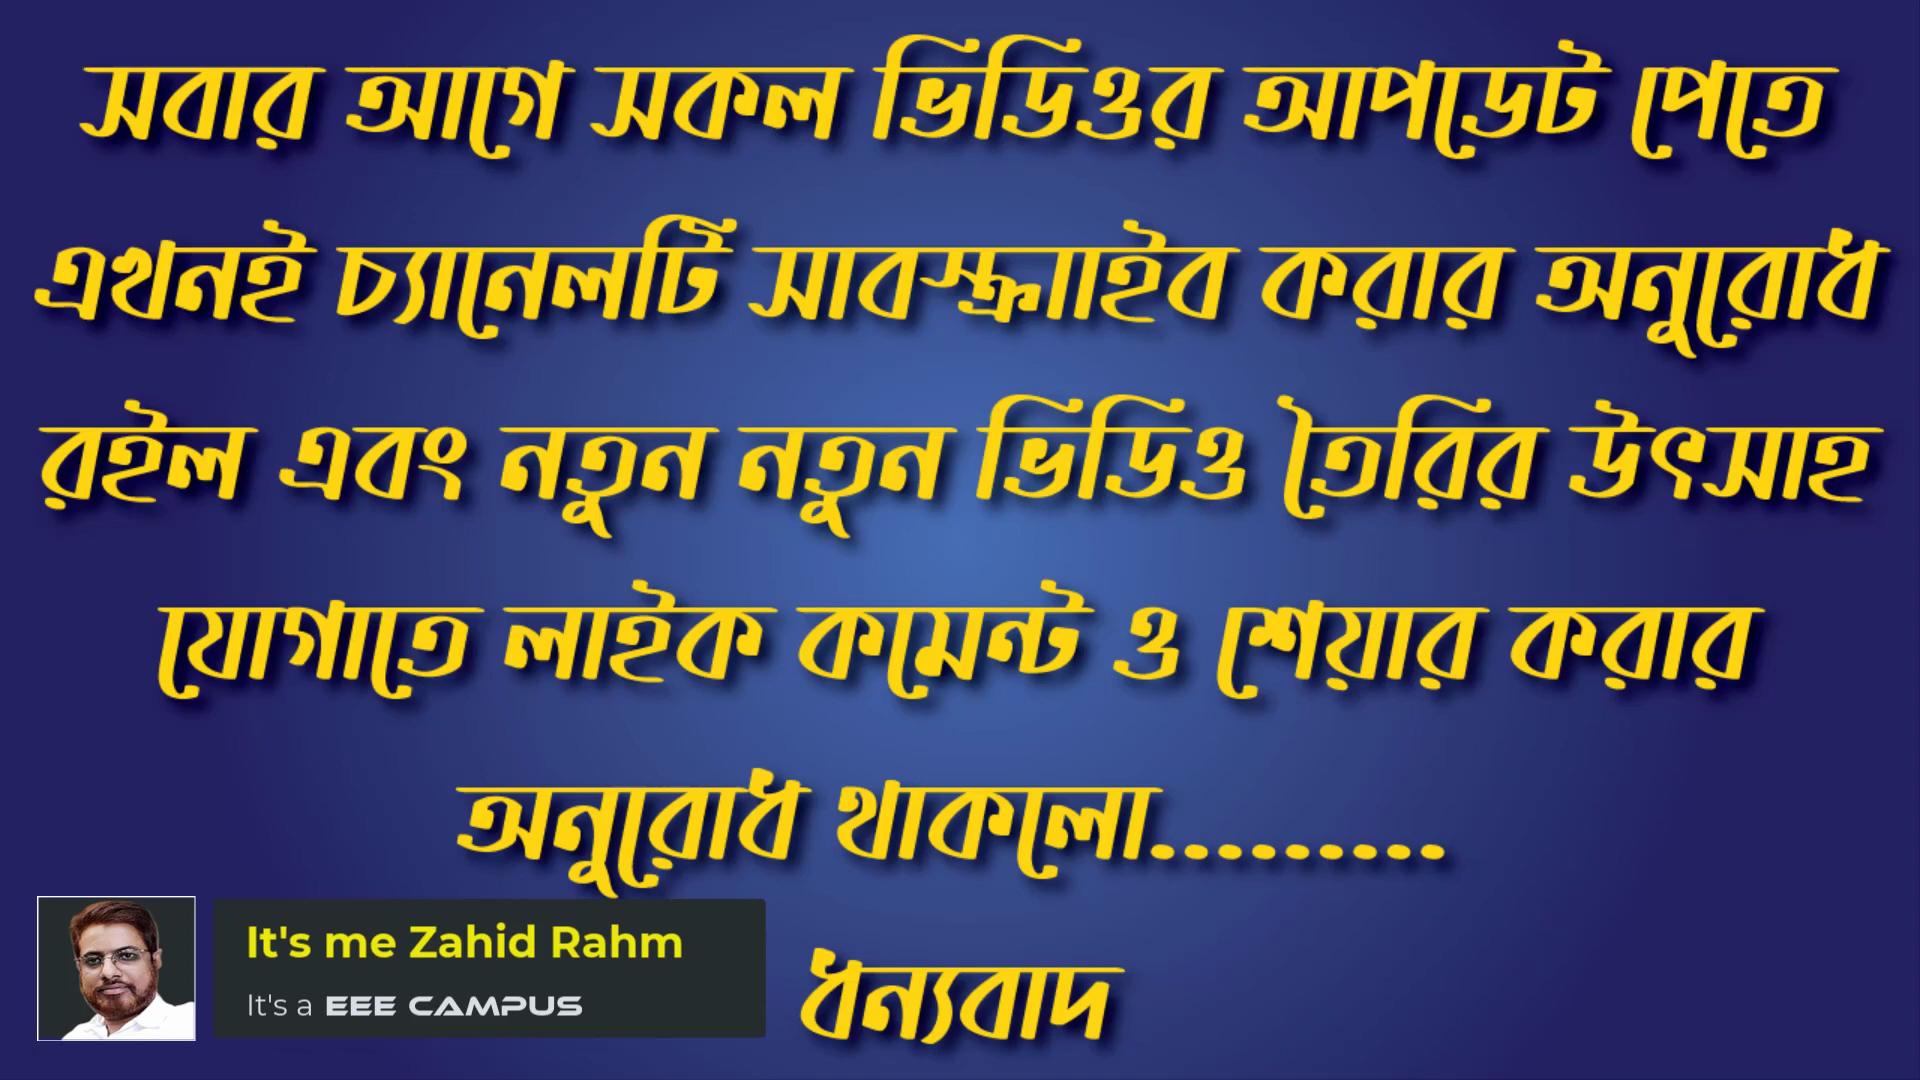 সবার আগে সকল ভিডিওর আপডেট পেতে
এখনই চ্যানেলটি সাবস্ক্রাাইব করার অনুরোধ
রইল এবং নতুন নতুন ভিডিও তৈরির উৎসাহ
যোগাতে লাইক কমেন্ট ও শেয়ার করার
অনুরোধ থাকলো.........
ধন্যবাদ
It's me Zahid Rahm
It's a EEE CAMPUS